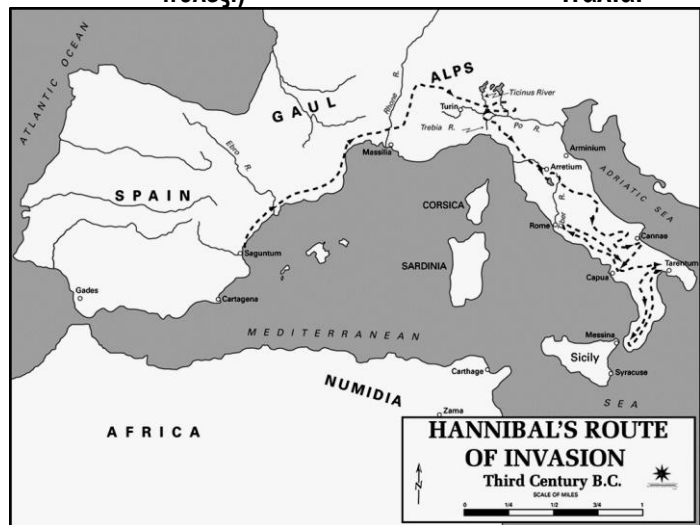 ATLANTIC OCEAN
GAUL
ALPS
Ticinus River
Turin
Rhone R.
Trebia R.
Po R.
Massilia
Arminium
Arretium
Ebro R.
SPAIN
ADRIATIC SEA
CORSICA
Rome
Cannae
Saguntum
SARDINIA
Capua
Tarentum
Gades
Cartagena
MEDITERRANEAN
Messina
Sicily
Carthage
Syracuse
NUMIDIA
SEA
Zama
AFRICA
HANNIBAL'S ROUTE
OF INVASION
Third Century B.C.
SCALE OF MILES
0 1/4 1/2 3/4 1